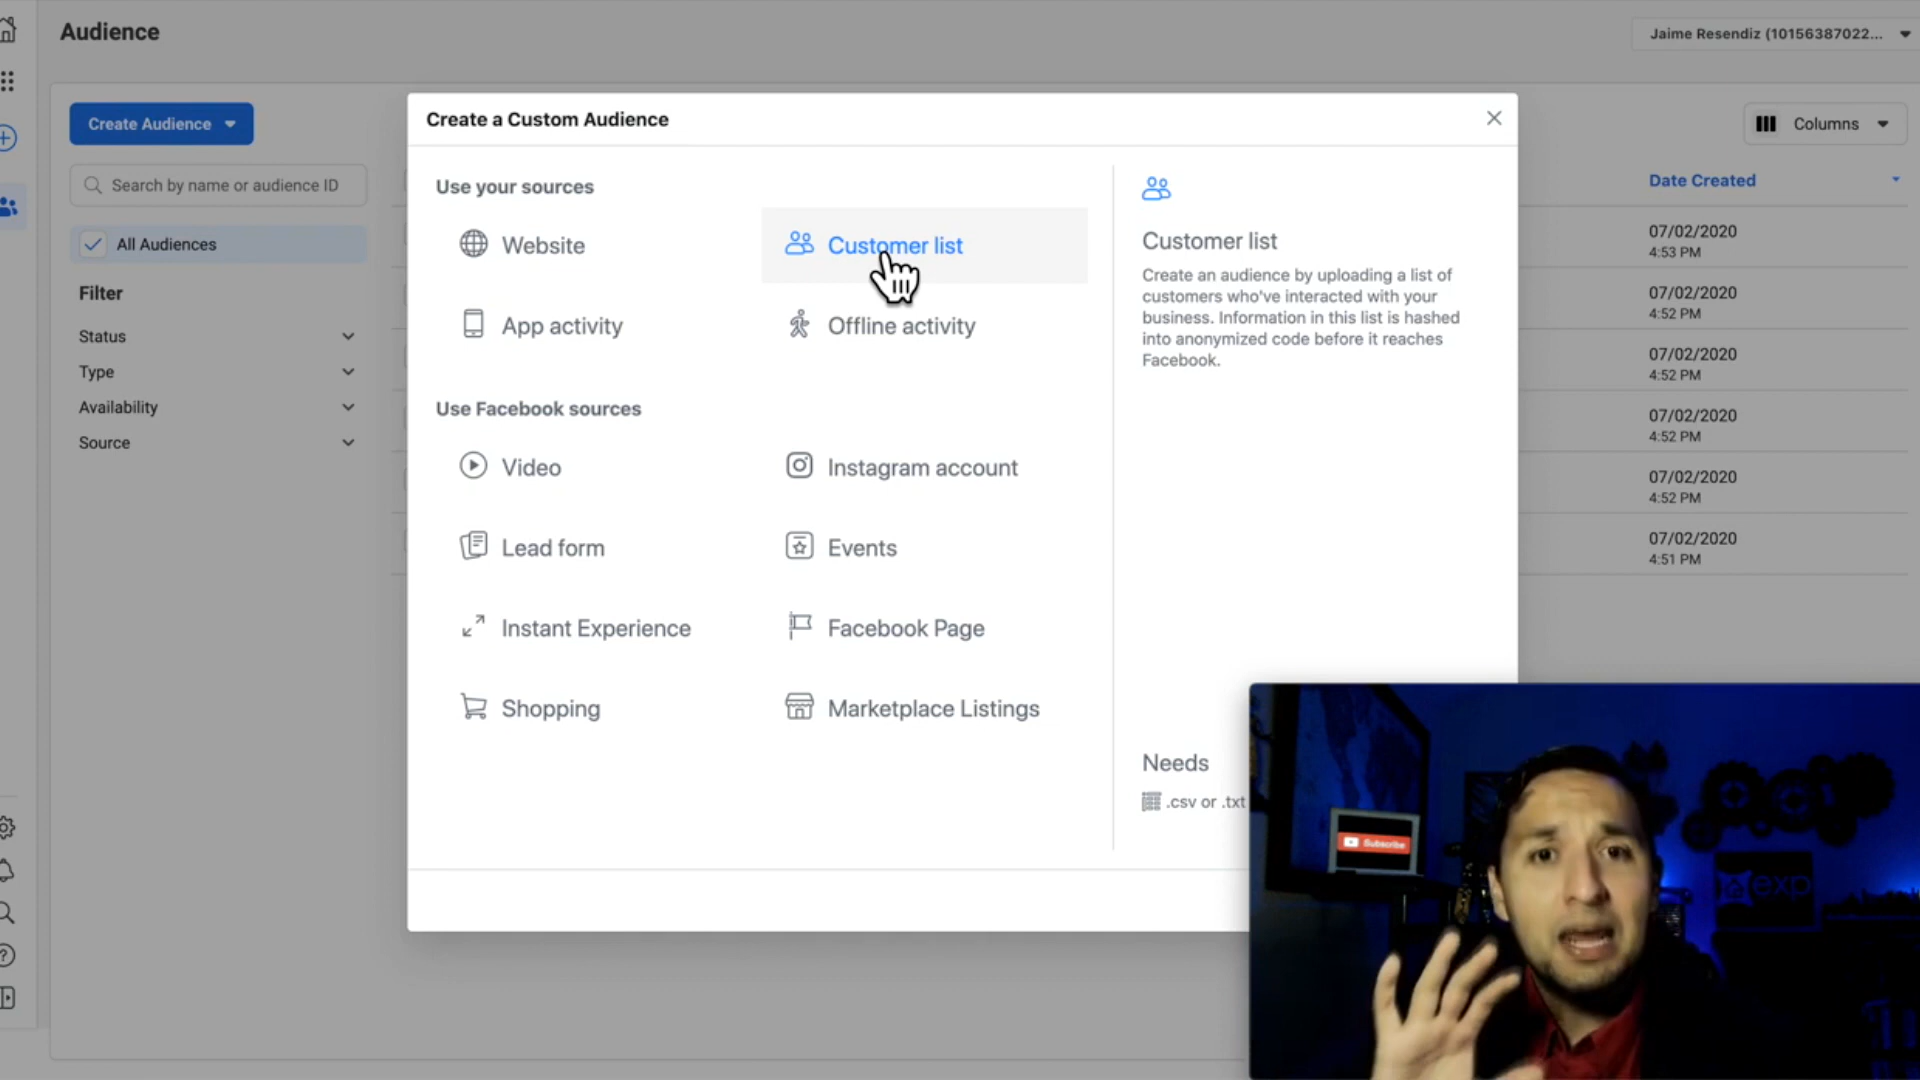 Audience
Jaime Resendiz (10156387022...
Create Audience
Search by name or audience ID
All Audiences
Filter
Status
Type
Availability
Source
Create a Custom Audience
Use your sources
Website
Customer list
App activity
Offline activity
Use Facebook sources
Video
Instagram account
Lead form
Events
Instant Experience
Facebook Page
Shopping
Marketplace Listings
Customer list
Create an audience by uploading a list of
customers who've interacted with your
business. Information in this list is hashed
into anonymized code before it reaches
Facebook.
Needs
.csv or .txt
Columns
Date Created
07/02/2020
4:53 PM
07/02/2020
4:52 PM
07/02/2020
4:52 PM
07/02/2020
4:52 PM
07/02/2020
4:52 PM
07/02/2020
4:51 PM
Subscribe
exp